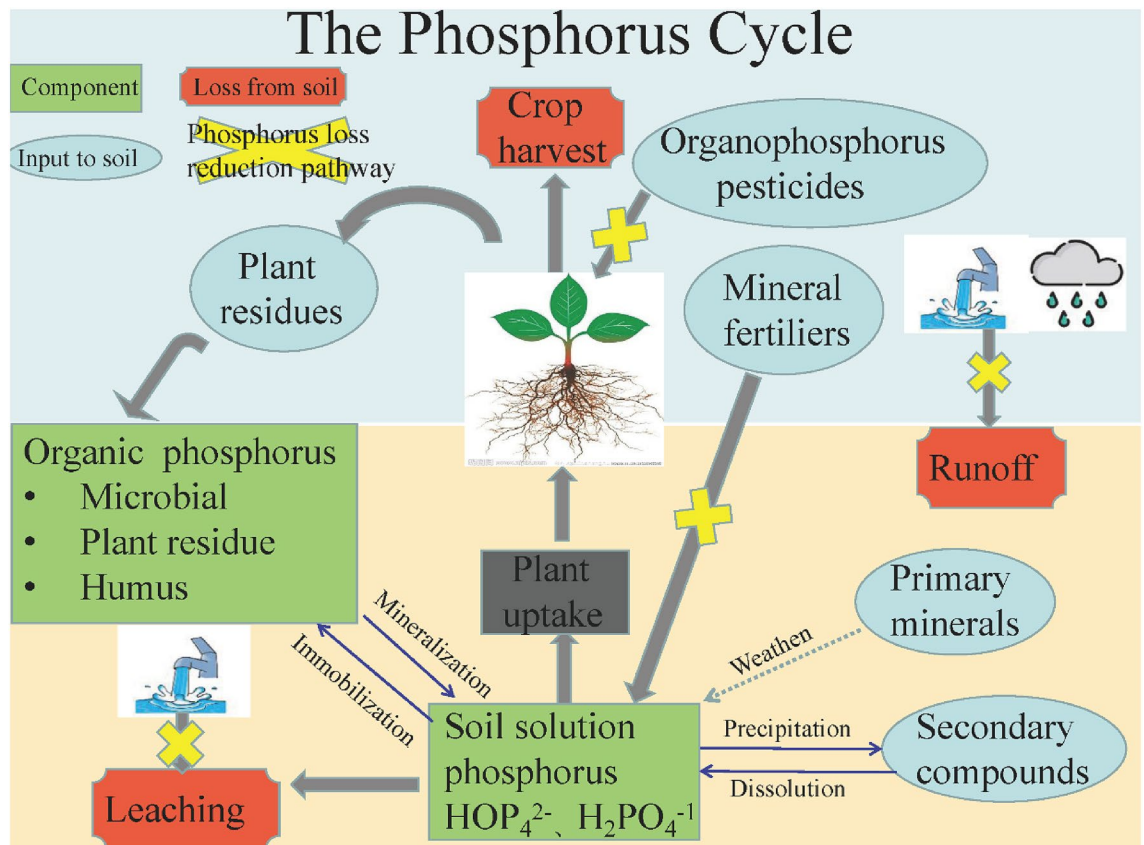 The Phosphorus Cycle
Component
Loss from soil
Input to soil
Phosphorus loss
reduction pathway
Crop
harvest
Organophosphorus
pesticides
Plant
residues
Mineral
fertiliers
Organic phosphorus
• Microbial
• Plant residue
• Humus
Runoff
Plant
uptake
Primary
minerals
Mineralization
Immobilization
Weathen
Soil solution
phosphorus
HOP₄²⁻、H₂PO₄⁻¹
Precipitation
Dissolution
Secondary
compounds
Leaching